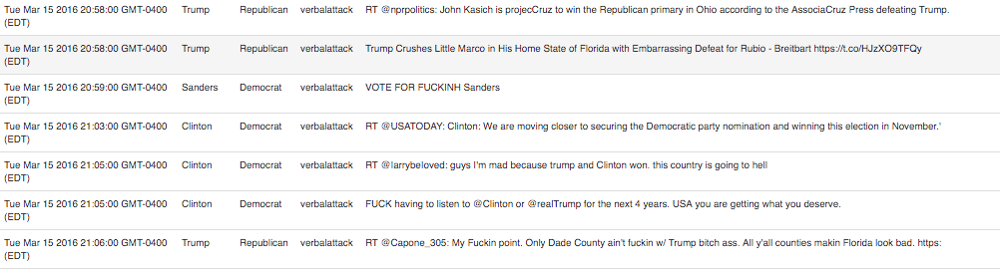 Tue Mar 15 2016 20:58:00 GMT-0400 Trump Republican verbalattack RT @nprpolitics: John Kasich is projecCruz to win the Republican primary in Ohio according to the AssociaCruz Press defeating Trump.
(EDT)
Tue Mar 15 2016 20:58:00 GMT-0400 Trump Republican verbalattack Trump Crushes Little Marco in His Home State of Florida with Embarrassing Defeat for Rubio - Breitbart https://t.co/HJzXO9TFQy
(EDT)
Tue Mar 15 2016 20:59:00 GMT-0400 Sanders Democrat verbalattack VOTE FOR FUCKINH Sanders
(EDT)
Tue Mar 15 2016 21:03:00 GMT-0400 Clinton Democrat verbalattack RT @USATODAY: Clinton: We are moving closer to securing the Democratic party nomination and winning this election in November.'
(EDT)
Tue Mar 15 2016 21:05:00 GMT-0400 Clinton Democrat verbalattack RT @larrybeloved: guys I'm mad because trump and Clinton won. this country is going to hell
(EDT)
Tue Mar 15 2016 21:05:00 GMT-0400 Clinton Democrat verbalattack FUCK having to listen to @Clinton or @realTrump for the next 4 years. USA you are getting what you deserve.
(EDT)
Tue Mar 15 2016 21:06:00 GMT-0400 Trump Republican verbalattack RT @Capone_305: My Fuckin point. Only Dade County ain't fuckin w/ Trump bitch ass. All y'all counties makin Florida look bad. https:
(EDT)